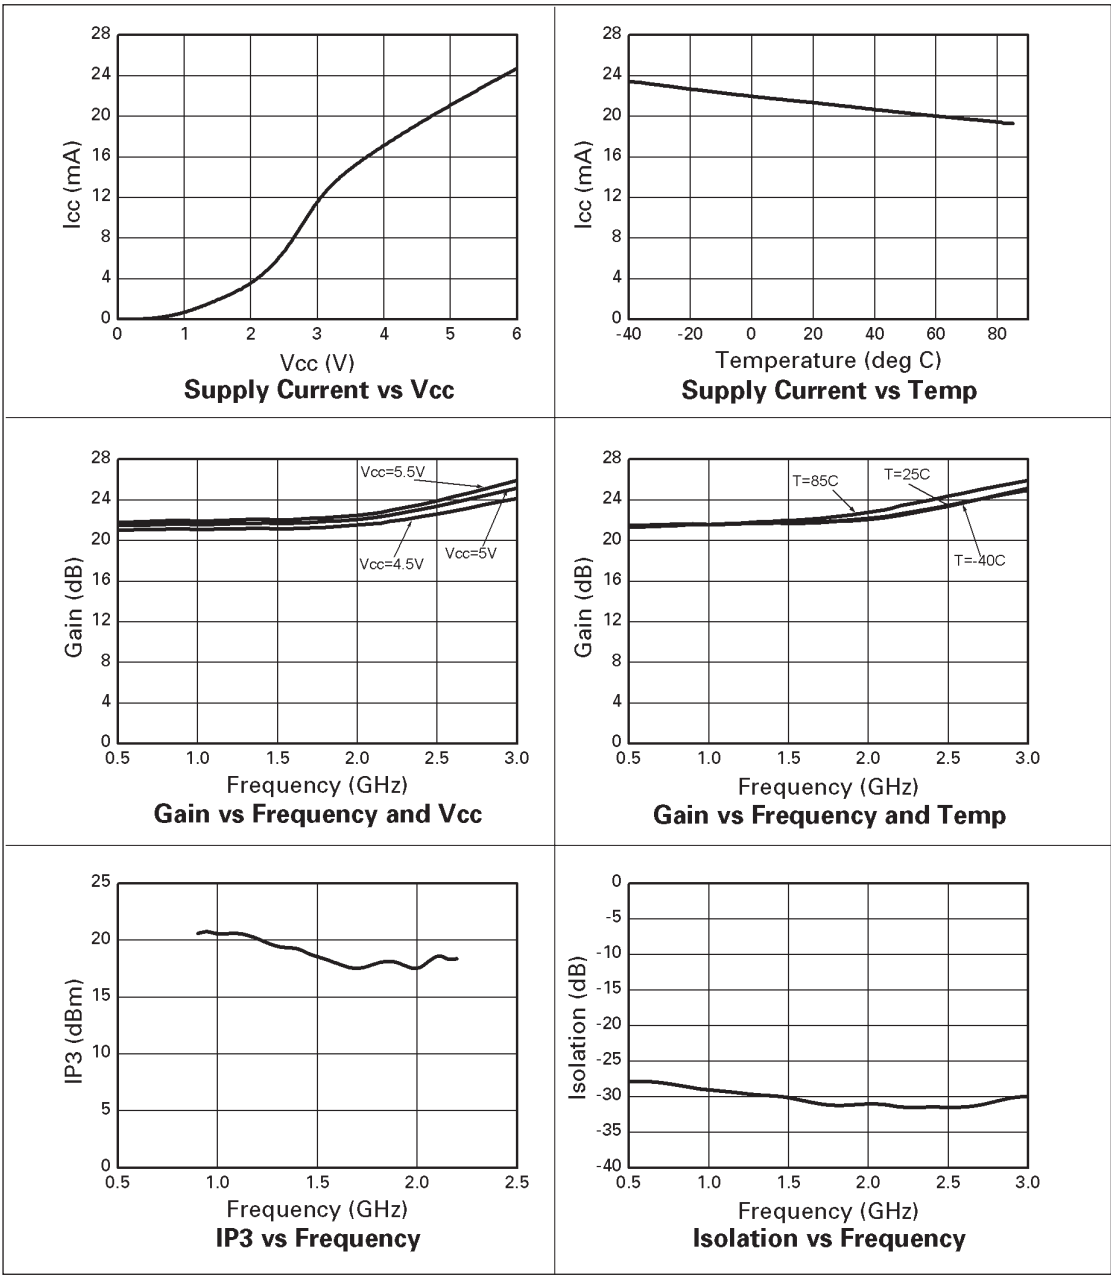 28
24
20
16
12
8
4
0
Icc (mA)
0 1 2 3 4 5 6
Vcc (V)
Supply Current vs Vcc
28
24
20
16
12
8
4
0
Icc (mA)
-40 -20 0 20 40 60 80
Temperature (deg C)
Supply Current vs Temp
28
24
20
16
12
8
4
0
Gain (dB)
Vcc=5.5V
Vcc=5V
Vcc=4.5V
0.5 1.0 1.5 2.0 2.5 3.0
Frequency (GHz)
Gain vs Frequency and Vcc
28
24
20
16
12
8
4
0
Gain (dB)
T=85C
T=25C
T=-40C
0.5 1.0 1.5 2.0 2.5 3.0
Frequency (GHz)
Gain vs Frequency and Temp
25
20
15
10
5
0
IP3 (dBm)
0.5 1.0 1.5 2.0 2.5
Frequency (GHz)
IP3 vs Frequency
0
-5
-10
-15
-20
-25
-30
-35
-40
Isolation (dB)
0.5 1.0 1.5 2.0 2.5 3.0
Frequency (GHz)
Isolation vs Frequency